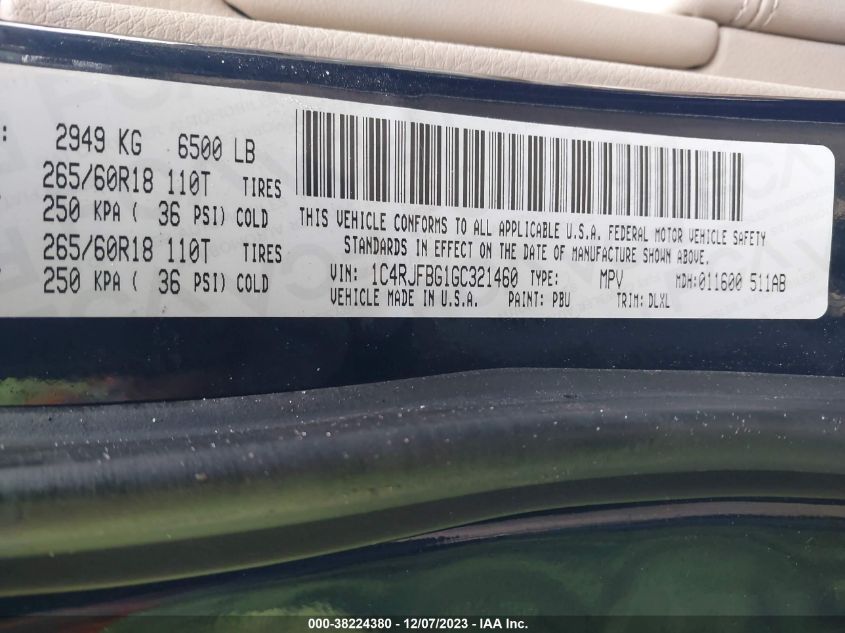 : 2949 KG 6500 LB
265/60R18 110T TIRES
250 KPA ( 36 PSI) COLD
265/60R18 110T TIRES
250 KPA ( 36 PSI) COLD
THIS VEHICLE CONFORMS TO ALL APPLICABLE U.S.A. FEDERAL MOTOR VEHICLE SAFETY
STANDARDS IN EFFECT ON THE DATE OF MANUFACTURE SHOWN ABOVE.
VIN: 1C4RJFBG1GC321460 TYPE: MPV MDH:011600 511AB
VEHICLE MADE IN U.S.A. PAINT: PBU TRIM: DLXL
000-38224380 - 12/07/2023 - IAA Inc.